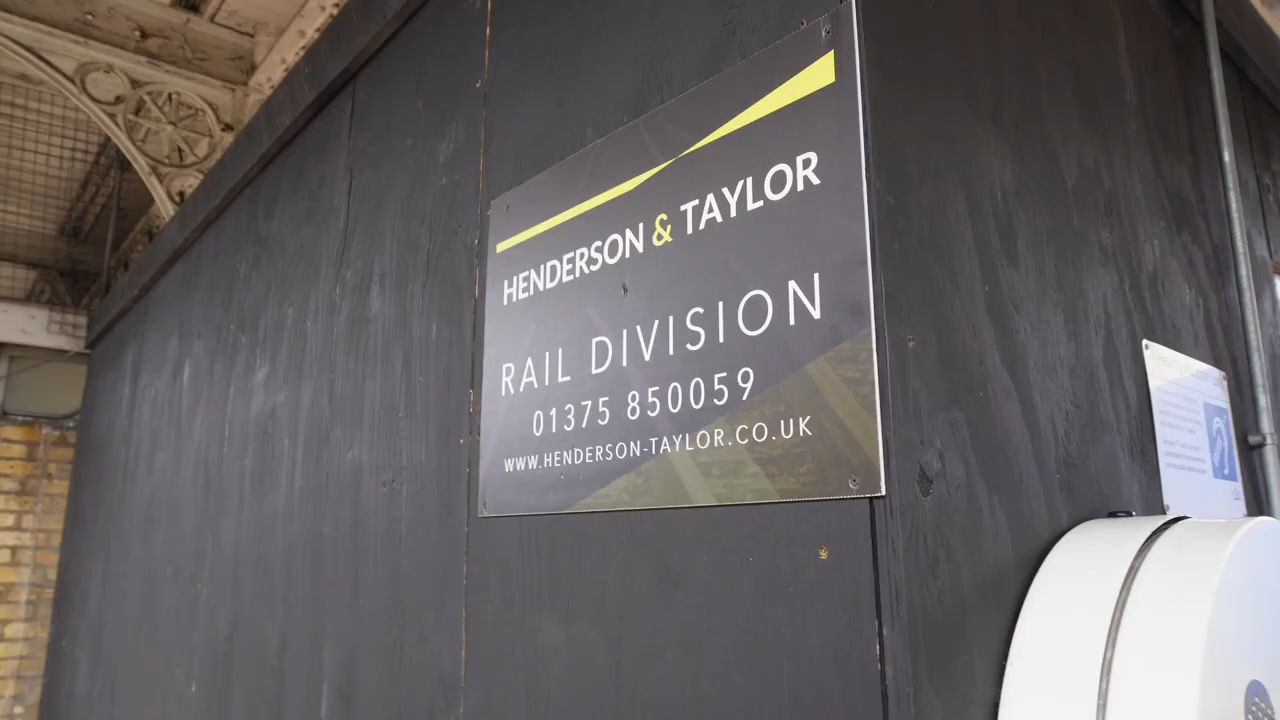 HENDERSON & TAYLOR
RAIL DIVISION
01375 850059
WWW.HENDERSON-TAYLOR.CO.UK